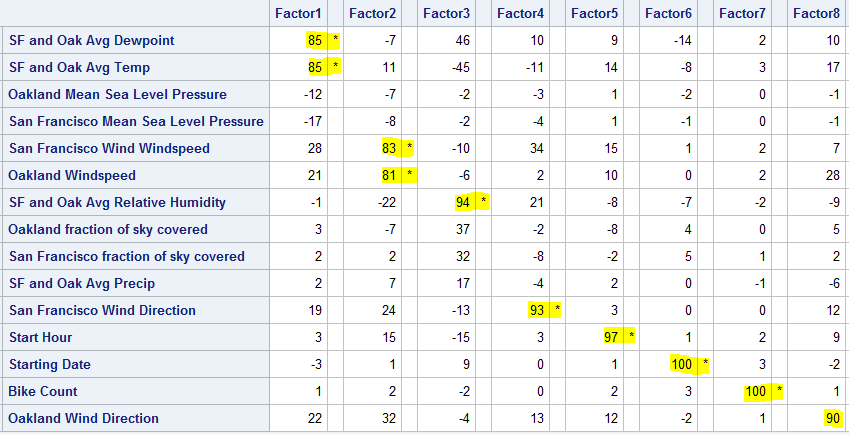 Factor1 Factor2 Factor3 Factor4 Factor5 Factor6 Factor7 Factor8
SF and Oak Avg Dewpoint 85 * -7 46 10 9 -14 2 10
SF and Oak Avg Temp 85 * 11 -45 -11 14 -8 3 17
Oakland Mean Sea Level Pressure -12 -7 -2 -3 1 -2 0 -1
San Francisco Mean Sea Level Pressure -17 -8 -2 -4 1 -1 0 -1
San Francisco Wind Windspeed 28 83 * -10 34 15 1 2 7
Oakland Windspeed 21 81 * -6 2 10 0 2 28
SF and Oak Avg Relative Humidity -1 -22 94 * 21 -8 -7 -2 -9
Oakland fraction of sky covered 3 -7 37 -2 -8 4 0 5
San Francisco fraction of sky covered 2 2 32 -8 -2 5 1 2
SF and Oak Avg Precip 2 7 17 -4 2 0 -1 -6
San Francisco Wind Direction 19 24 -13 93 * 3 0 0 12
Start Hour 3 15 -15 3 97 * 1 2 9
Starting Date -3 1 9 0 1 100 * 3 -2
Bike Count 1 2 -2 0 2 3 100 * 1
Oakland Wind Direction 22 32 -4 13 12 -2 1 90